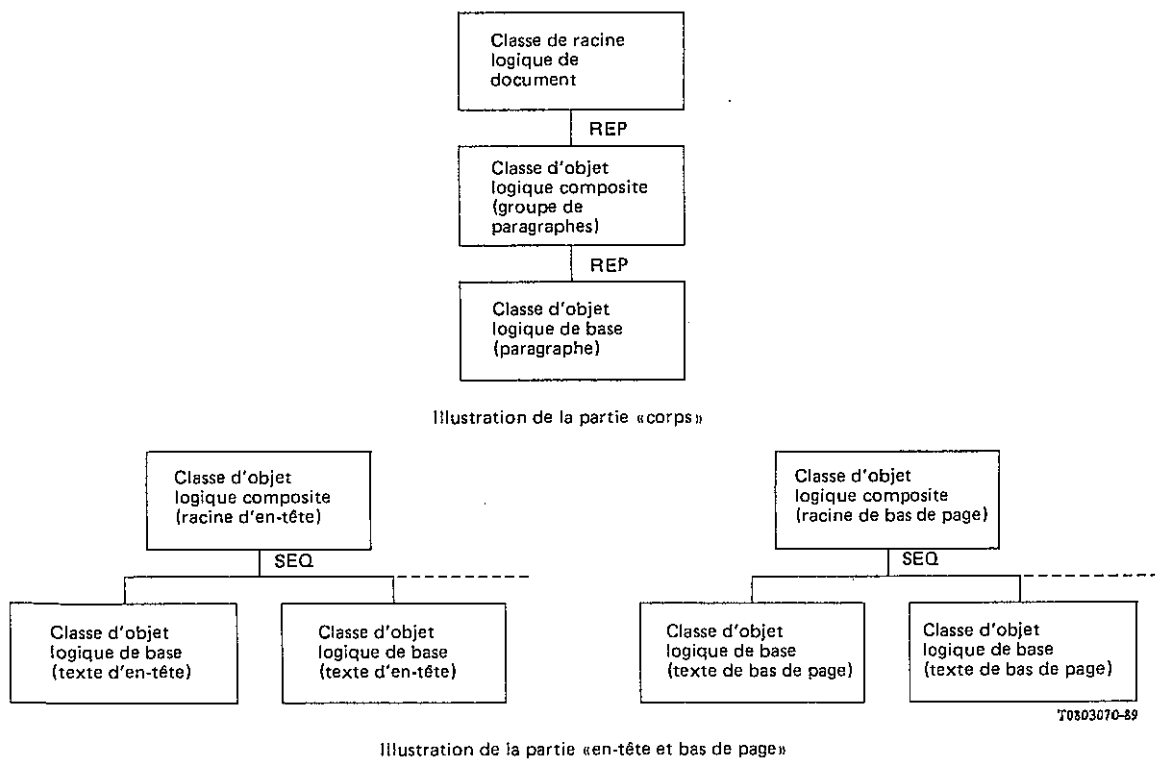 Classe de racine
logique de
document
REP
Classe d'objet
logique composite
(groupe de
paragraphes)
REP
Classe d'objet
logique de base
(paragraphe)
Illustration de la partie «corps»
Classe d'objet
logique composite
(racine d'en-tête)
SEQ
Classe d'objet
logique de base
(texte d'en-tête)
Classe d'objet
logique de base
(texte d'en-tête)
Classe d'objet
logique composite
(racine de bas de page)
SEQ
Classe d'objet
logique de base
(texte de bas de page)
Classe d'objet
logique de base
(texte de bas de page)
T0803070-89
Illustration de la partie «en-tête et bas de page»